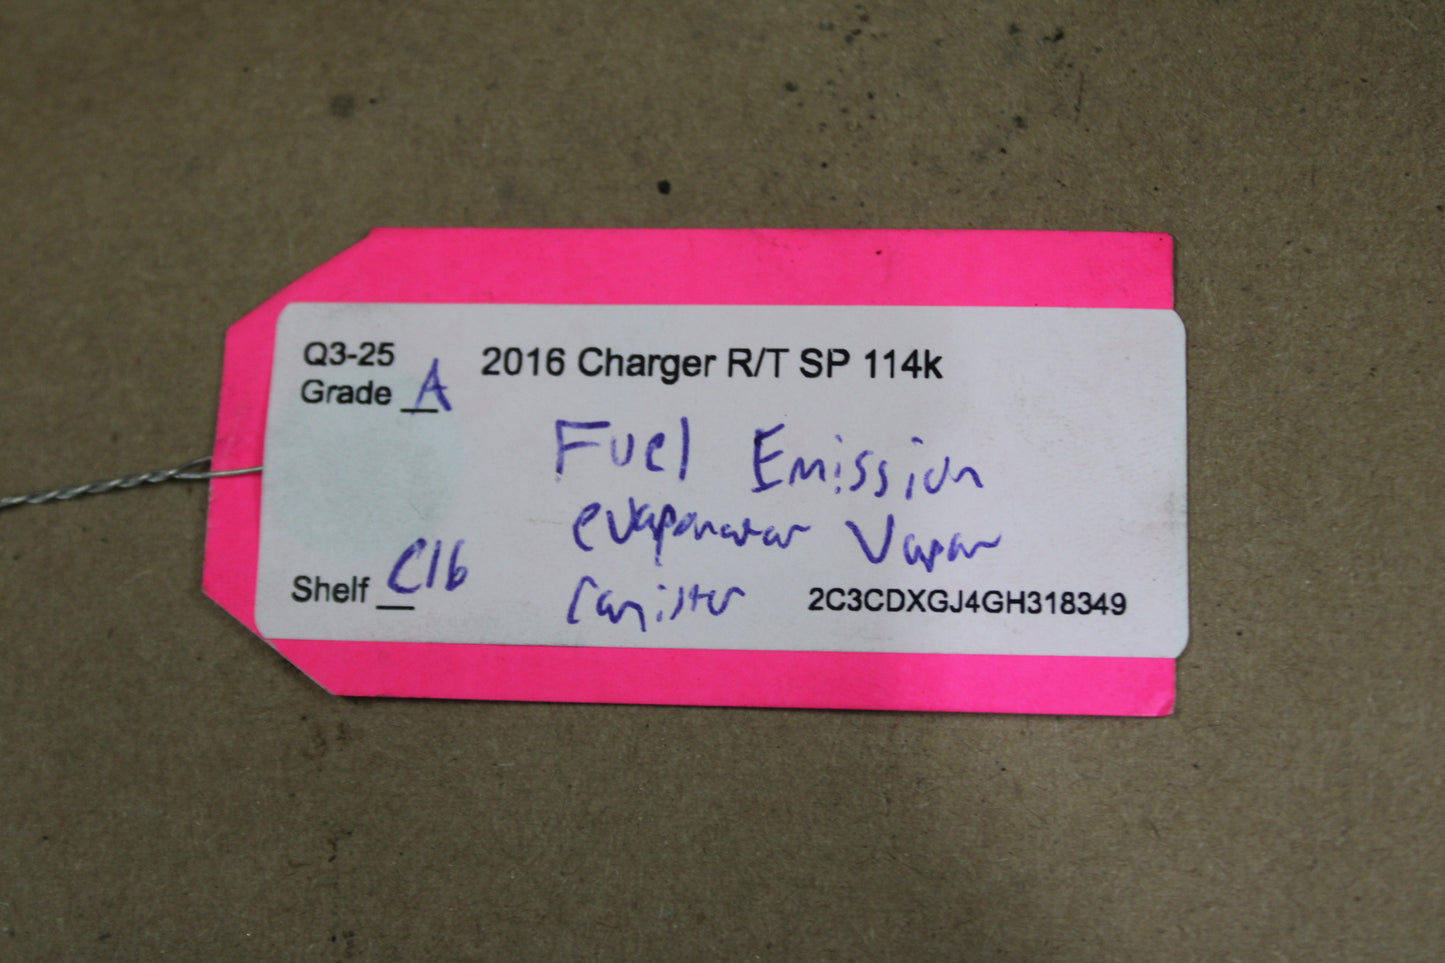 Q3-25
Grade A
2016 Charger R/T SP 114k
Fuel Emission
evaporator Vapor
Canister
Shelf C16
2C3CDXGJ4GH318349